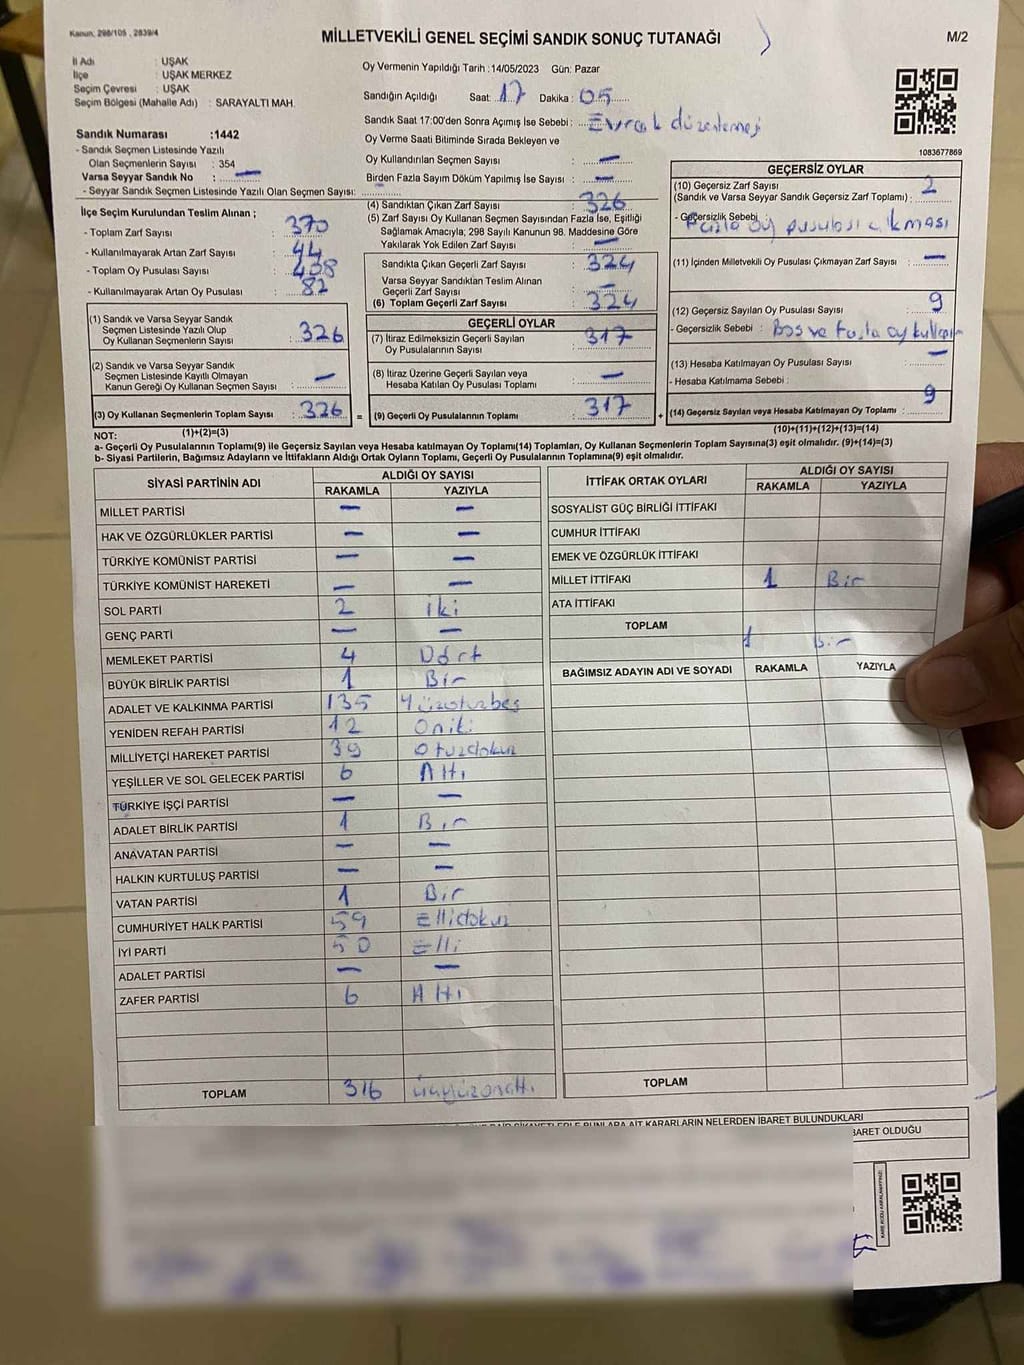 Kanun, 298/105 , 2839/4
MİLLETVEKİLİ GENEL SEÇİMİ SANDIK SONUÇ TUTANAĞI
M/2
İl Adı : UŞAK
İlçe : UŞAK MERKEZ
Seçim Çevresi : UŞAK
Seçim Bölgesi (Mahalle Adı) : SARAYALTI MAH.
Sandık Numarası :1442
- Sandık Seçmen Listesinde Yazılı
Olan Seçmenlerin Sayısı : 354
Varsa Seyyar Sandık No : —
- Seyyar Sandık Seçmen Listesinde Yazılı Olan Seçmen Sayısı:
Oy Vermenin Yapıldığı Tarih :14/05/2023 Gün: Pazar
Sandığın Açıldığı Saat: 17 Dakika : 05
Sandık Saat 17:00'den Sonra Açımış İse Sebebi : Evrak düzenlemesi
Oy Verme Saati Bitiminde Sırada Bekleyen ve
Oy Kullandırılan Seçmen Sayısı : —
Birden Fazla Sayım Döküm Yapılmış İse Sayısı : —
1083677869
İlçe Seçim Kurulundan Teslim Alınan ;
- Toplam Zarf Sayısı : 370
- Kullanılmayarak Artan Zarf Sayısı : 44
- Toplam Oy Pusulası Sayısı : 408
- Kullanılmayarak Artan Oy Pusulası : 82
(1) Sandık ve Varsa Seyyar Sandık
Seçmen Listesinde Yazılı Olup
Oy Kullanan Seçmenlerin Sayısı : 326
(2) Sandık ve Varsa Seyyar Sandık
Seçmen Listesinde Kayıtlı Olmayan
Kanun Gereği Oy Kullanan Seçmen Sayısı : —
(3) Oy Kullanan Seçmenlerin Toplam Sayısı : 326 =
(4) Sandıktan Çıkan Zarf Sayısı : 326
(5) Zarf Sayısı Oy Kullanan Seçmen Sayısından Fazla İse, Eşitliği
Sağlamak Amacıyla; 298 Sayılı Kanunun 98. Maddesine Göre
Yakılarak Yok Edilen Zarf Sayısı : —
Sandıkta Çıkan Geçerli Zarf Sayısı : 324
Varsa Seyyar Sandıktan Teslim Alınan
Geçerli Zarf Sayısı : —
(6) Toplam Geçerli Zarf Sayısı : 324
GEÇERLİ OYLAR
(7) İtiraz Edilmeksizin Geçerli Sayılan
Oy Pusulalarının Sayısı : 317
(8) İtiraz Üzerine Geçerli Sayılan veya
Hesaba Katılan Oy Pusulası Toplamı : —
(9) Geçerli Oy Pusulalarının Toplamı : 317 +
GEÇERSİZ OYLAR
(10) Geçersiz Zarf Sayısı
(Sandık ve Varsa Seyyar Sandık Geçersiz Zarf Toplamı) : 2
- Geçersizlik Sebebi : Fazla oy pusulası çıkması
(11) İçinden Milletvekili Oy Pusulası Çıkmayan Zarf Sayısı : —
(12) Geçersiz Sayılan Oy Pusulası Sayısı : 9
- Geçersizlik Sebebi : Boş ve fazla oy
(13) Hesaba Katılmayan Oy Pusulası Sayısı : —
- Hesaba Katılmama Sebebi :
(14) Geçersiz Sayılan veya Hesaba Katılmayan Oy Toplamı : 9
(1)+(2)=(3)
(10)+(11)+(12)+(13)=(14)
NOT:
a- Geçerli Oy Pusulalarının Toplamı(9) ile Geçersiz Sayılan veya Hesaba katılmayan Oy Toplamı(14) Toplamları, Oy Kullanan Seçmenlerin Toplam Sayısına(3) eşit olmalıdır. (9)+(14)=(3)
b- Siyasi Partilerin, Bağımsız Adayların ve İttifakların Aldığı Ortak Oyların Toplamı, Geçerli Oy Pusulalarının Toplamına(9) eşit olmalıdır.
SİYASİ PARTİNİN ADI ALDIĞI OY SAYISI
RAKAMLA YAZIYLA
MİLLET PARTİSİ — —
HAK VE ÖZGÜRLÜKLER PARTİSİ — —
TÜRKİYE KOMÜNİST PARTİSİ — —
TÜRKİYE KOMÜNİST HAREKETİ — —
SOL PARTİ 2 iki
GENÇ PARTİ — —
MEMLEKET PARTİSİ 4 Dört
BÜYÜK BİRLİK PARTİSİ 1 Bir
ADALET VE KALKINMA PARTİSİ 135 Yüzotuzbeş
YENİDEN REFAH PARTİSİ 12 Oniki
MİLLİYETÇİ HAREKET PARTİSİ 39 Otuzdokuz
YEŞİLLER VE SOL GELECEK PARTİSİ 6 Altı
TÜRKİYE İŞÇİ PARTİSİ — —
ADALET BİRLİK PARTİSİ 1 Bir
ANAVATAN PARTİSİ — —
HALKIN KURTULUŞ PARTİSİ — —
VATAN PARTİSİ 1 Bir
CUMHURİYET HALK PARTİSİ 59 Ellidokuz
İYİ PARTİ 50 Elli
ADALET PARTİSİ — —
ZAFER PARTİSİ 6 Altı
TOPLAM 316 üçyüzonaltı
İTTİFAK ORTAK OYLARI ALDIĞI OY SAYISI
RAKAMLA YAZIYLA
SOSYALİST GÜÇ BİRLİĞİ İTTİFAKI
CUMHUR İTTİFAKI
EMEK VE ÖZGÜRLÜK İTTİFAKI
MİLLET İTTİFAKI 1 Bir
ATA İTTİFAKI
TOPLAM 1 Bir
BAĞIMSIZ ADAYIN ADI VE SOYADI RAKAMLA YAZIYLA
TOPLAM
AİT KARARLARIN NELERDEN İBARET BULUNDUKLARI
BARET OLDUĞU